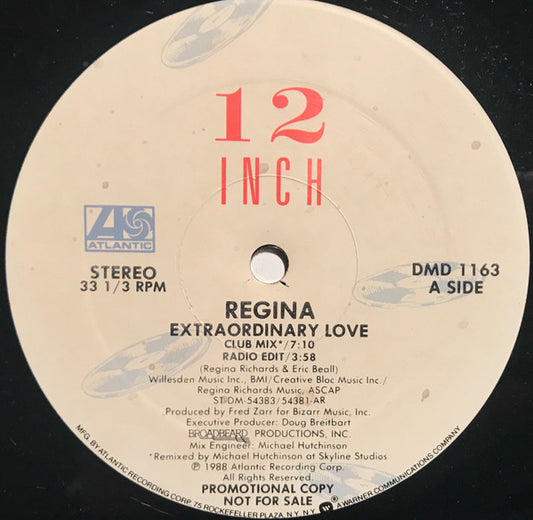 12
INCH
ATLANTIC
STEREO
33 1/3 RPM
DMD 1163
A SIDE
REGINA
EXTRAORDINARY LOVE
CLUB MIX*/7:10
RADIO EDIT/3:58
(Regina Richards & Eric Beall)
Willesden Music Inc., BMI/Creative Bloc Music Inc./
Regina Richards Music, ASCAP
ST-DM-54383/54381-AR
Produced by Fred Zarr for Bizarr Music, Inc.
Executive Producer: Doug Breitbart
BROADBEARD PRODUCTIONS, INC.
Mix Engineer: Michael Hutchinson
*Remixed by Michael Hutchinson at Skyline Studios
℗ 1988 Atlantic Recording Corp.
All Rights Reserved.
PROMOTIONAL COPY
NOT FOR SALE
MFG. BY ATLANTIC RECORDING CORP. 75 ROCKEFELLER PLAZA, N.Y., N.Y. ® A WARNER COMMUNICATIONS COMPANY